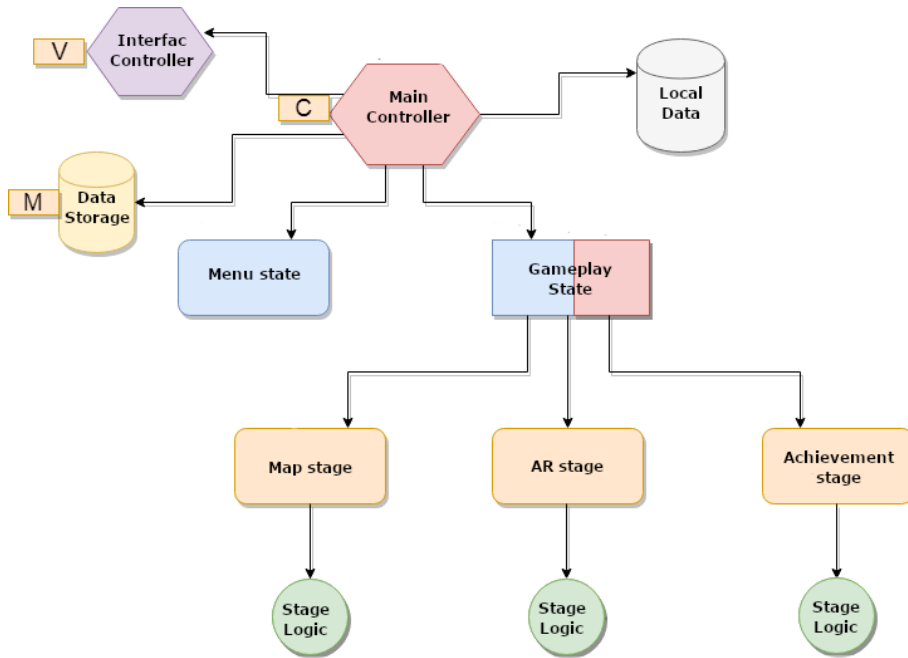 V
Interfac
Controller
C
Main
Controller
Local
Data
M
Data
Storage
Menu state
Gameplay
State
Map stage
AR stage
Achievement
stage
Stage
Logic
Stage
Logic
Stage
Logic